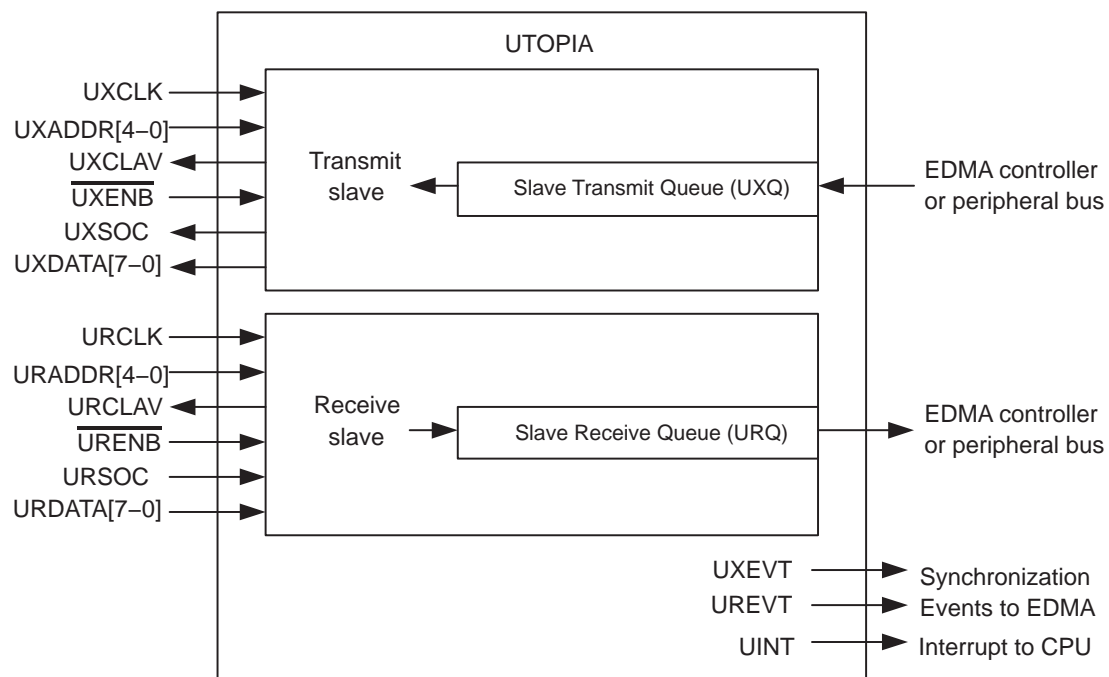 UTOPIA
UXCLK
UXADDR[4–0]
UXCLAV
UXENB
UXSOC
UXDATA[7–0]
Transmit
slave
Slave Transmit Queue (UXQ)
EDMA controller
or peripheral bus
URCLK
URADDR[4–0]
URCLAV
URENB
URSOC
URDATA[7–0]
Receive
slave
Slave Receive Queue (URQ)
EDMA controller
or peripheral bus
UXEVT
Synchronization
UREVT
Events to EDMA
UINT
Interrupt to CPU